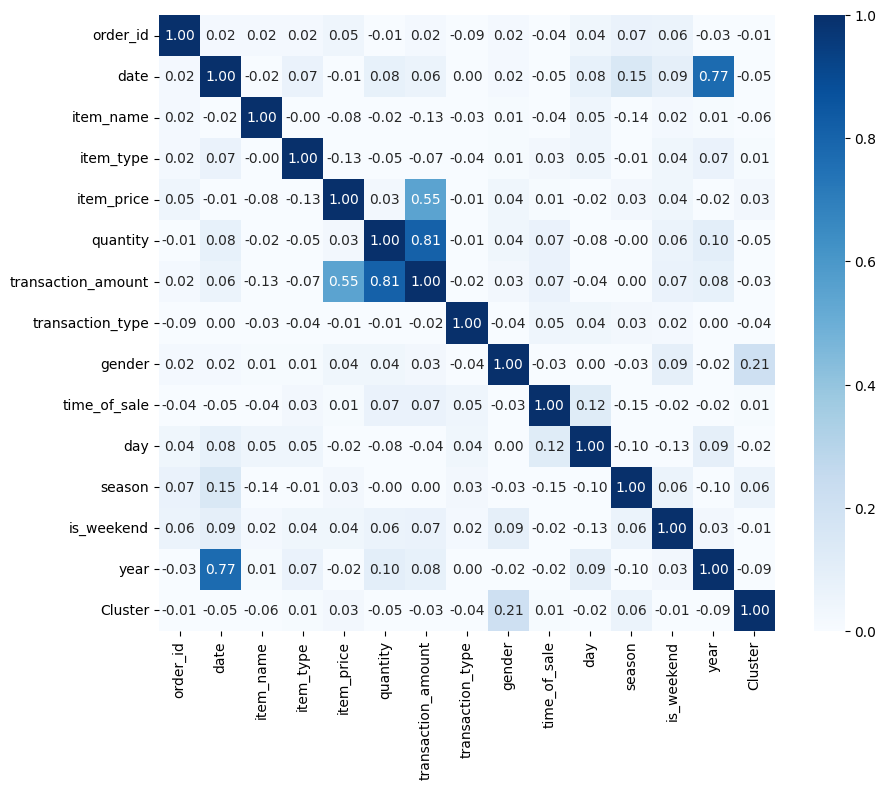 order_id 1.00 0.02 0.02 0.02 0.05 -0.01 0.02 -0.09 0.02 -0.04 0.04 0.07 0.06 -0.03 -0.01
date 0.02 1.00 -0.02 0.07 -0.01 0.08 0.06 0.00 0.02 -0.05 0.08 0.15 0.09 0.77 -0.05
item_name 0.02 -0.02 1.00 -0.00 -0.08 -0.02 -0.13 -0.03 0.01 -0.04 0.05 -0.14 0.02 0.01 -0.06
item_type 0.02 0.07 -0.00 1.00 -0.13 -0.05 -0.07 -0.04 0.01 0.03 0.05 -0.01 0.04 0.07 0.01
item_price 0.05 -0.01 -0.08 -0.13 1.00 0.03 0.55 -0.01 0.04 0.01 -0.02 0.03 0.04 -0.02 0.03
quantity -0.01 0.08 -0.02 -0.05 0.03 1.00 0.81 -0.01 0.04 0.07 -0.08 -0.00 0.06 0.10 -0.05
transaction_amount 0.02 0.06 -0.13 -0.07 0.55 0.81 1.00 -0.02 0.03 0.07 -0.04 0.00 0.07 0.08 -0.03
transaction_type -0.09 0.00 -0.03 -0.04 -0.01 -0.01 -0.02 1.00 -0.04 0.05 0.04 0.03 0.02 0.00 -0.04
gender 0.02 0.02 0.01 0.01 0.04 0.04 0.03 -0.04 1.00 -0.03 0.00 -0.03 0.09 -0.02 0.21
time_of_sale -0.04 -0.05 -0.04 0.03 0.01 0.07 0.07 0.05 -0.03 1.00 0.12 -0.15 -0.02 -0.02 0.01
day 0.04 0.08 0.05 0.05 -0.02 -0.08 -0.04 0.04 0.00 0.12 1.00 -0.10 -0.13 0.09 -0.02
season 0.07 0.15 -0.14 -0.01 0.03 -0.00 0.00 0.03 -0.03 -0.15 -0.10 1.00 0.06 -0.10 0.06
is_weekend 0.06 0.09 0.02 0.04 0.04 0.06 0.07 0.02 0.09 -0.02 -0.13 0.06 1.00 0.03 -0.01
year -0.03 0.77 0.01 0.07 -0.02 0.10 0.08 0.00 -0.02 -0.02 0.09 -0.10 0.03 1.00 -0.09
Cluster -0.01 -0.05 -0.06 0.01 0.03 -0.05 -0.03 -0.04 0.21 0.01 -0.02 0.06 -0.01 -0.09 1.00
order_id
date
item_name
item_type
item_price
quantity
transaction_amount
transaction_type
gender
time_of_sale
day
season
is_weekend
year
Cluster
1.0
0.8
0.6
0.4
0.2
0.0